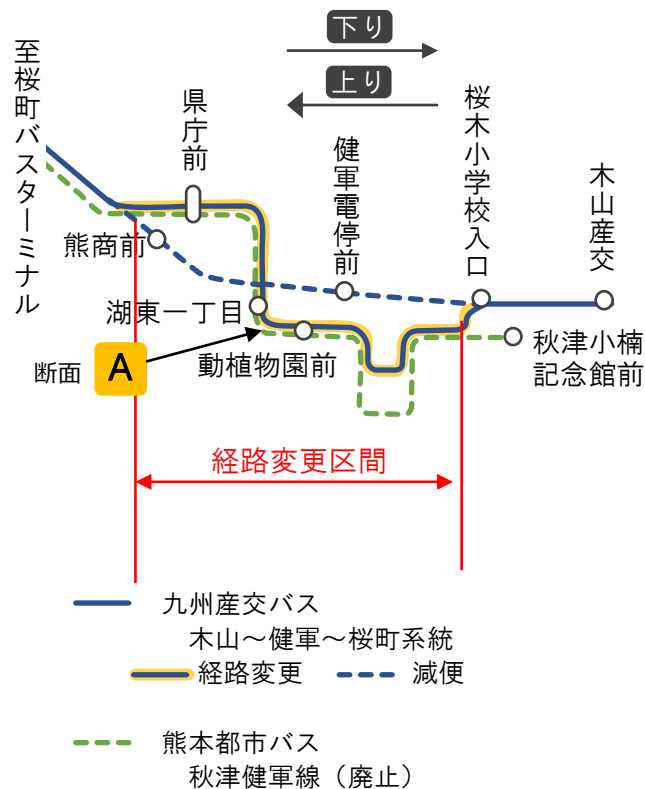 下り
上り
至桜町バスターミナル
県庁前
健軍電停前
桜木小学校入口
木山産交
熊商前
湖東一丁目
動植物園前
秋津小楠
記念館前
断面 A
経路変更区間
九州産交バス
木山～健軍～桜町系統
経路変更 減便
熊本都市バス
秋津健軍線（廃止）